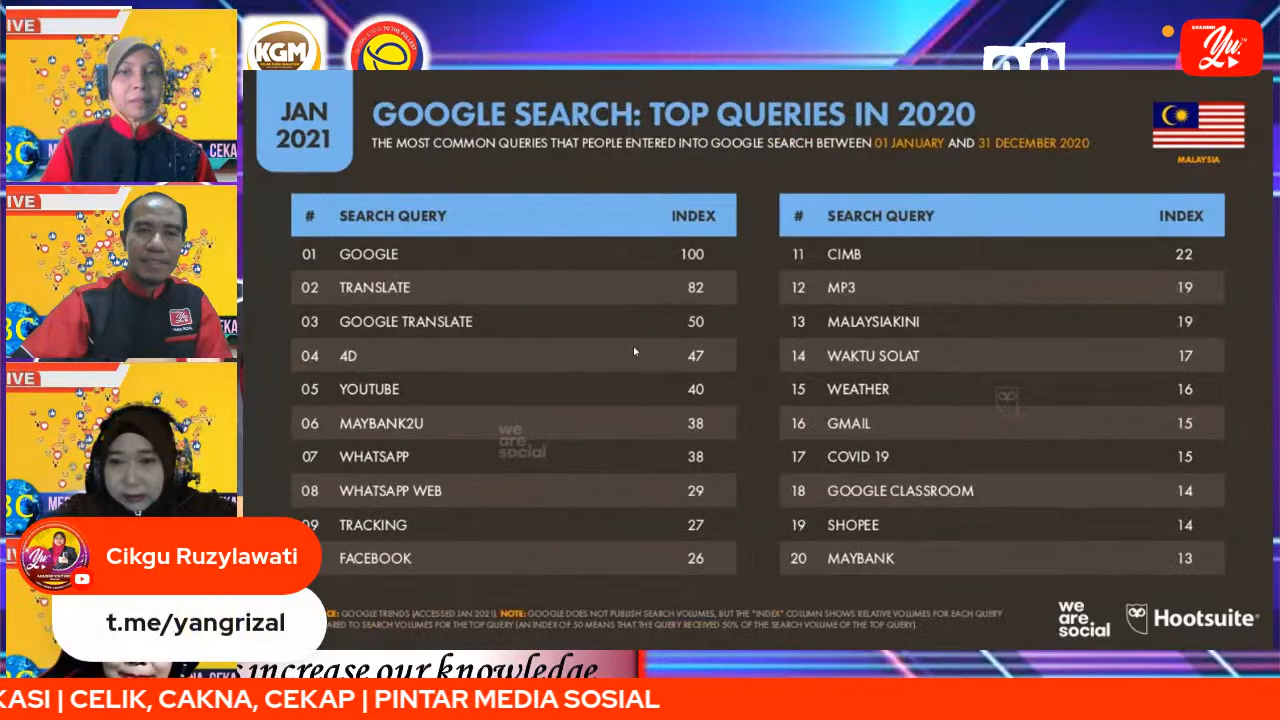 IVE
KGM
AKADEMI
JAN
2021
GOOGLE SEARCH: TOP QUERIES IN 2020
THE MOST COMMON QUERIES THAT PEOPLE ENTERED INTO GOOGLE SEARCH BETWEEN 01 JANUARY AND 31 DECEMBER 2020
MALAYSIA
# SEARCH QUERY INDEX
01 GOOGLE 100
02 TRANSLATE 82
03 GOOGLE TRANSLATE 50
04 4D 47
05 YOUTUBE 40
06 MAYBANK2U 38
07 WHATSAPP 38
08 WHATSAPP WEB 29
09 TRACKING 27
FACEBOOK 26
# SEARCH QUERY INDEX
11 CIMB 22
12 MP3 19
13 MALAYSIAKINI 19
14 WAKTU SOLAT 17
15 WEATHER 16
16 GMAIL 15
17 COVID 19 15
18 GOOGLE CLASSROOM 14
19 SHOPEE 14
20 MAYBANK 13
we
are
social
CE: GOOGLE TRENDS (ACCESSED JAN 2021). NOTE: GOOGLE DOES NOT PUBLISH SEARCH VOLUMES, BUT THE "INDEX" COLUMN SHOWS RELATIVE VOLUMES FOR EACH QUERY
ARED TO SEARCH VOLUMES FOR THE TOP QUERY (AN INDEX OF 50 MEANS THAT THE QUERY RECEIVED 50% OF THE SEARCH VOLUME OF THE TOP QUERY).
we
are
social
Hootsuite
IVE
IVE
Cikgu Ruzylawati
t.me/yangrizal
s increase our knowledge
KASI | CELIK, CAKNA, CEKAP | PINTAR MEDIA SOSIAL